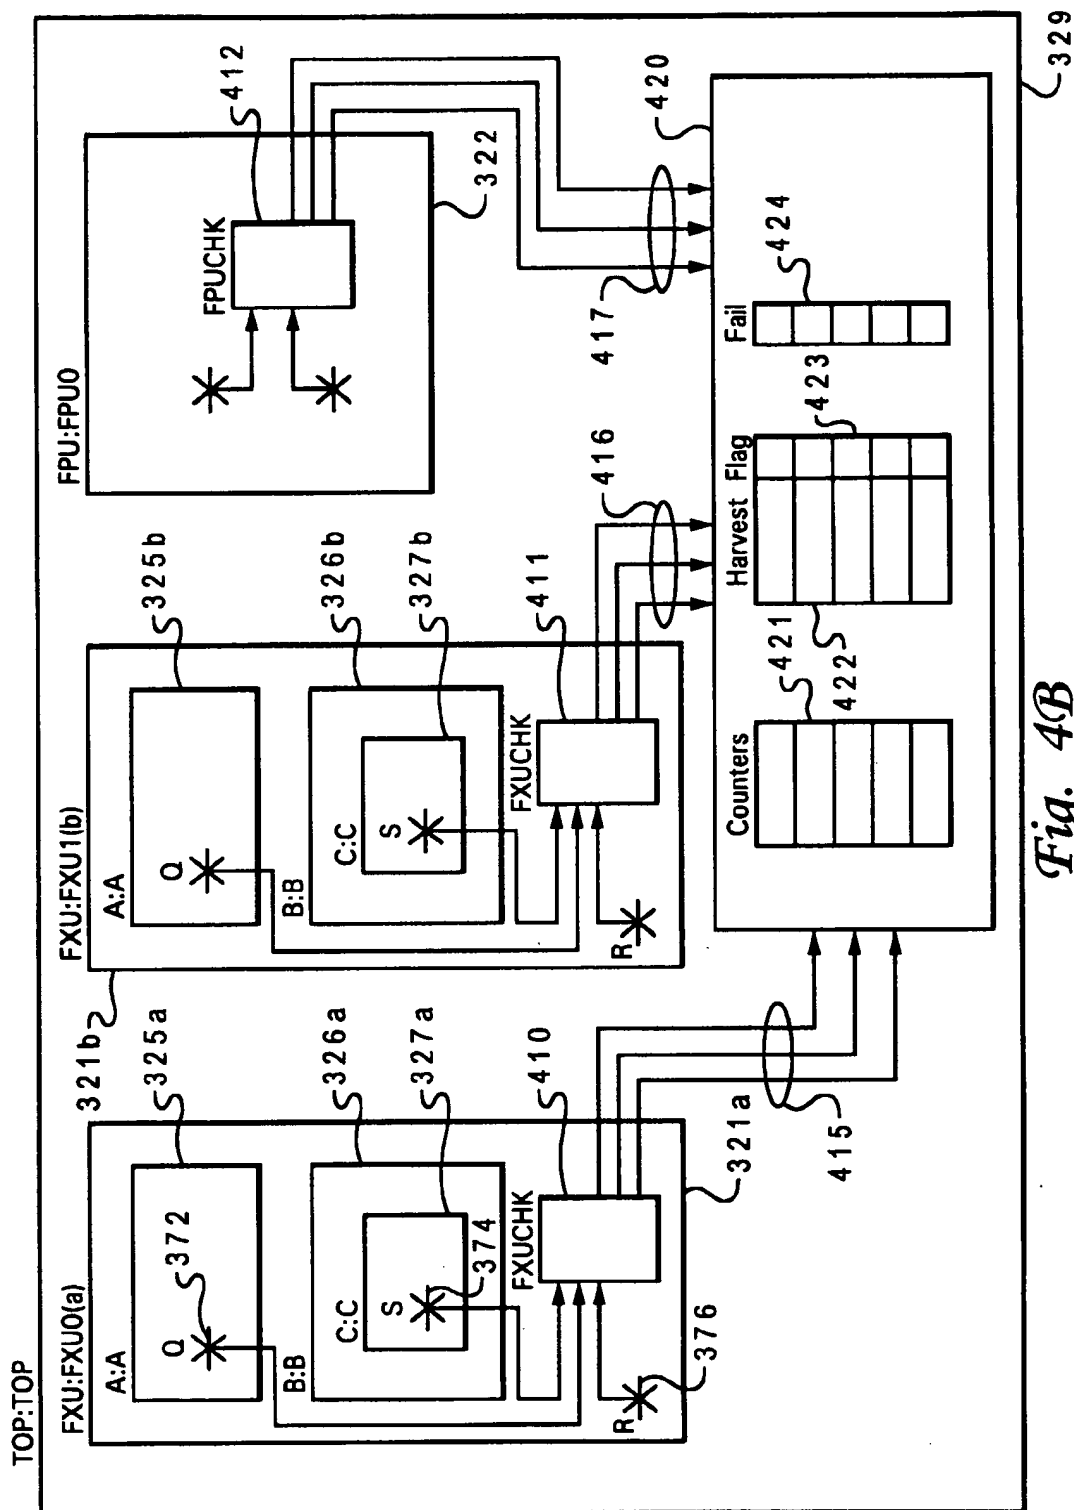 TOP:TOP
FXU:FXU0(a)
A:A
Q
372
325a
B:B
C:C
S
374
326a
327a
FXUCHK
410
R
376
321a
415
321b
FXU:FXU1(b)
A:A
Q
325b
B:B
C:C
S
326b
327b
FXUCHK
411
R
416
FPU:FPU0
FPUCHK
412
322
417
420
Counters
421
Harvest Flag
422
423
Fail
424
329
Fig. 4B